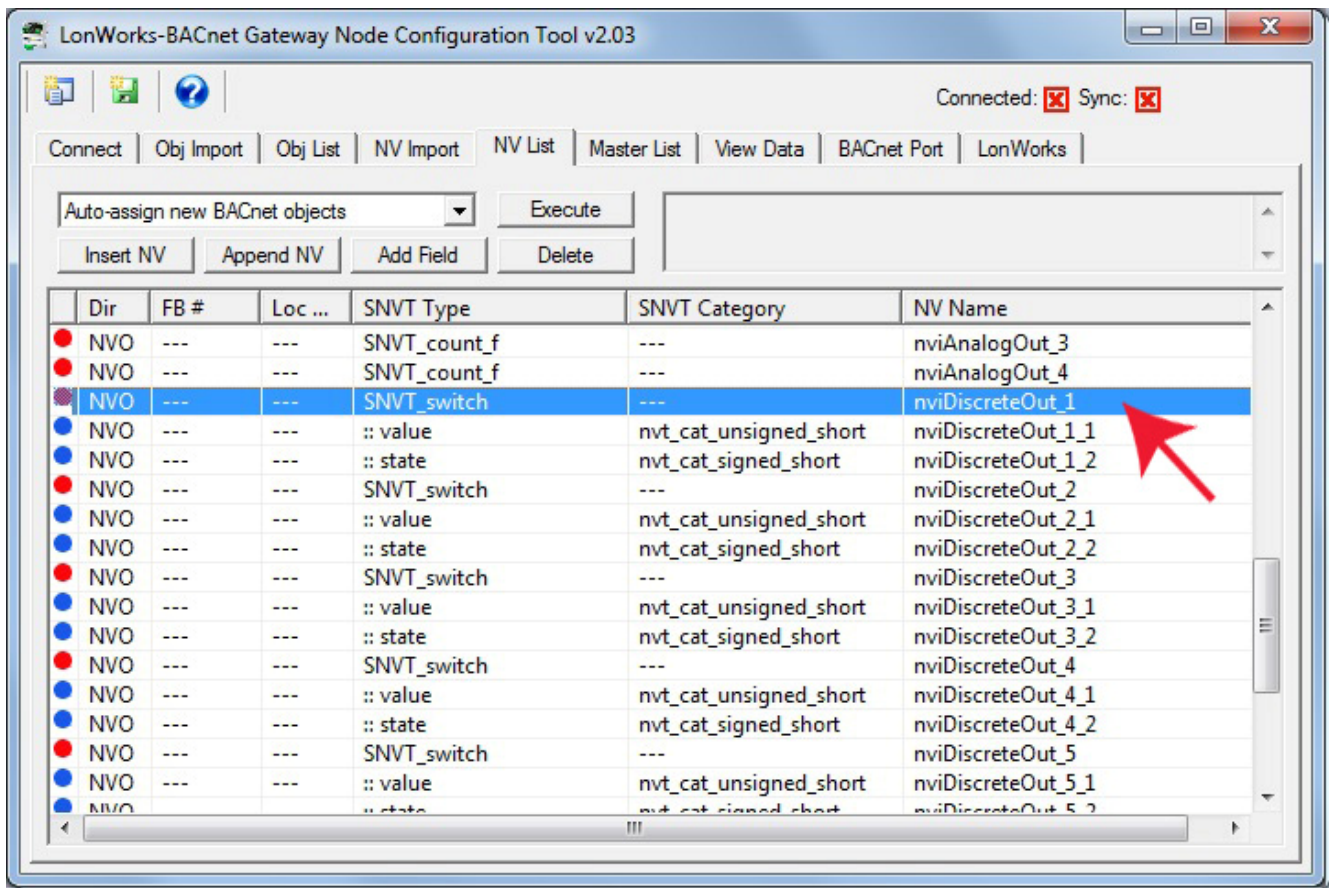 LonWorks-BACnet Gateway Node Configuration Tool v2.03
Connected: Sync:
Connect Obj Import Obj List NV Import NV List Master List View Data BACnet Port LonWorks
Auto-assign new BACnet objects Execute
Insert NV Append NV Add Field Delete
Dir FB # Loc ... SNVT Type SNVT Category NV Name
NVO --- --- SNVT_count_f --- nviAnalogOut_3
NVO --- --- SNVT_count_f --- nviAnalogOut_4
NVO --- --- SNVT_switch --- nviDiscreteOut_1
NVO --- --- :: value nvt_cat_unsigned_short nviDiscreteOut_1_1
NVO --- --- :: state nvt_cat_signed_short nviDiscreteOut_1_2
NVO --- --- SNVT_switch --- nviDiscreteOut_2
NVO --- --- :: value nvt_cat_unsigned_short nviDiscreteOut_2_1
NVO --- --- :: state nvt_cat_signed_short nviDiscreteOut_2_2
NVO --- --- SNVT_switch --- nviDiscreteOut_3
NVO --- --- :: value nvt_cat_unsigned_short nviDiscreteOut_3_1
NVO --- --- :: state nvt_cat_signed_short nviDiscreteOut_3_2
NVO --- --- SNVT_switch --- nviDiscreteOut_4
NVO --- --- :: value nvt_cat_unsigned_short nviDiscreteOut_4_1
NVO --- --- :: state nvt_cat_signed_short nviDiscreteOut_4_2
NVO --- --- SNVT_switch --- nviDiscreteOut_5
NVO --- --- :: value nvt_cat_unsigned_short nviDiscreteOut_5_1
NVO --- --- :: state nvt_cat_signed_short nviDiscreteOut_5_2